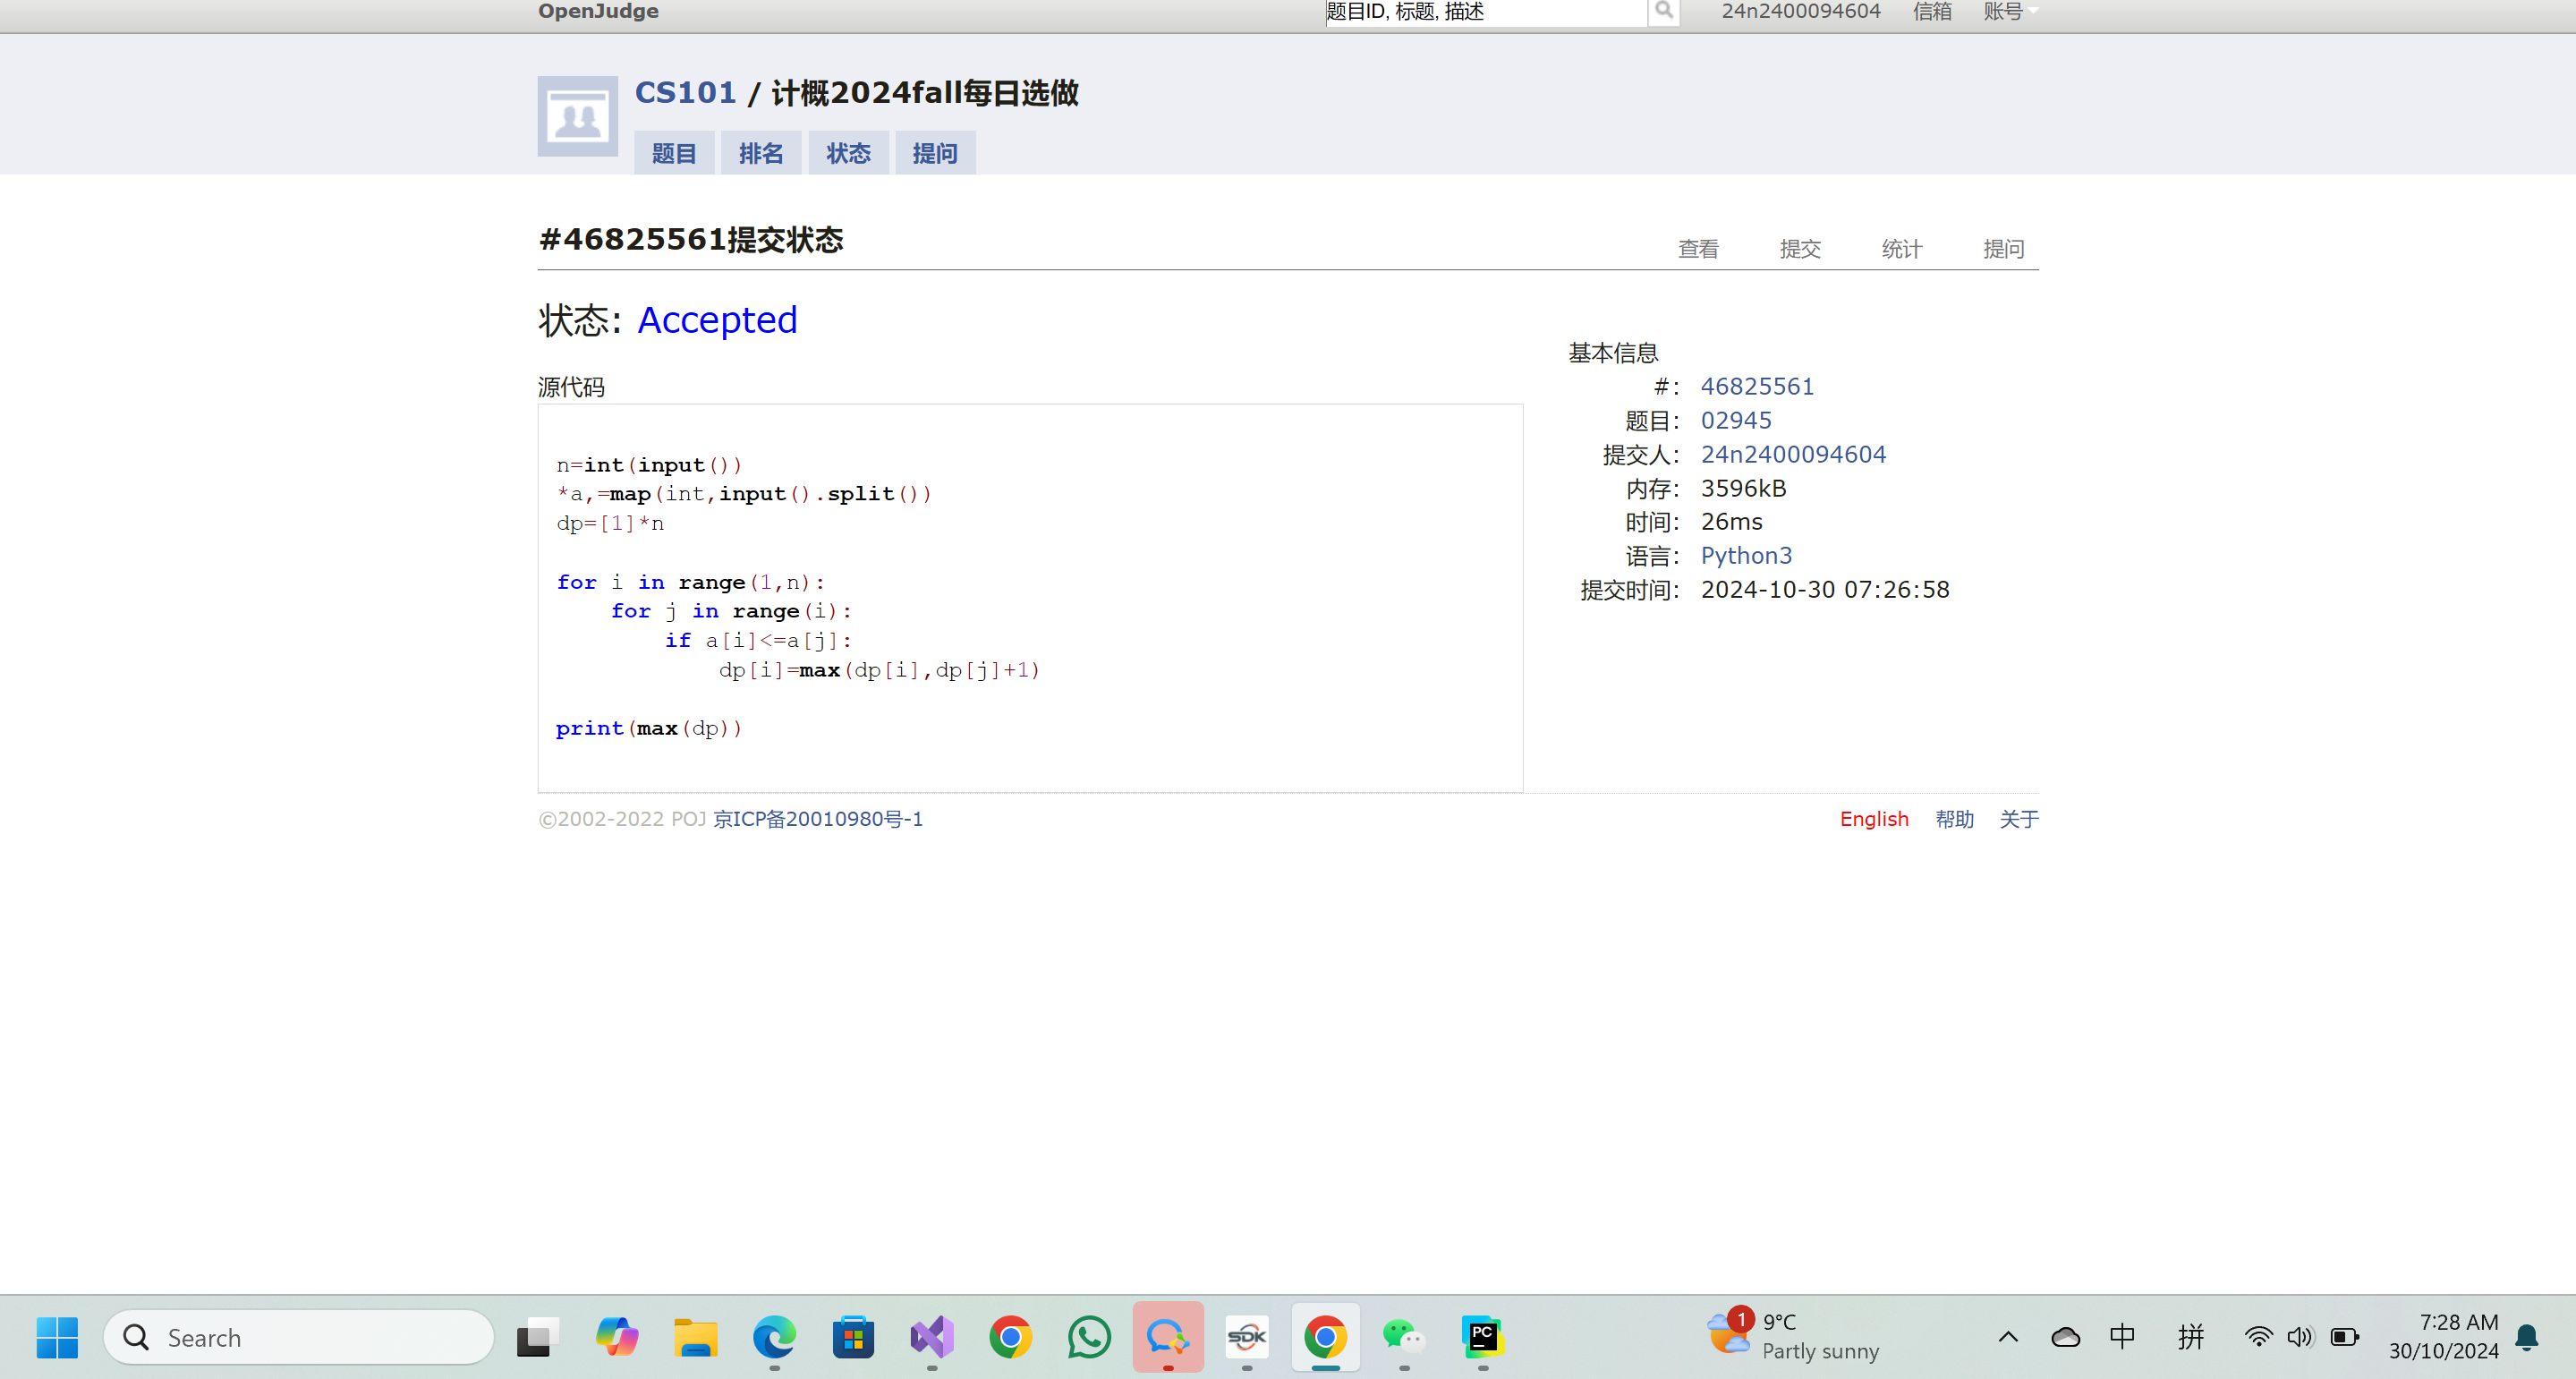 OpenJudge
题目ID, 标题, 描述
24n2400094604 信箱 账号
CS101 / 计概2024fall每日选做
题目 排名 状态 提问
#46825561提交状态
查看 提交 统计 提问
状态: Accepted
源代码
n=int(input())
*a,=map(int,input().split())
dp=[1]*n
for i in range(1,n):
    for j in range(i):
        if a[i]<=a[j]:
            dp[i]=max(dp[i],dp[j]+1)
print(max(dp))
基本信息
#: 46825561
题目: 02945
提交人: 24n2400094604
内存: 3596kB
时间: 26ms
语言: Python3
提交时间: 2024-10-30 07:26:58
©2002-2022 POJ 京ICP备20010980号-1
English 帮助 关于
Search
SDK
PC
1
9°C
Partly sunny
中
拼
7:28 AM
30/10/2024